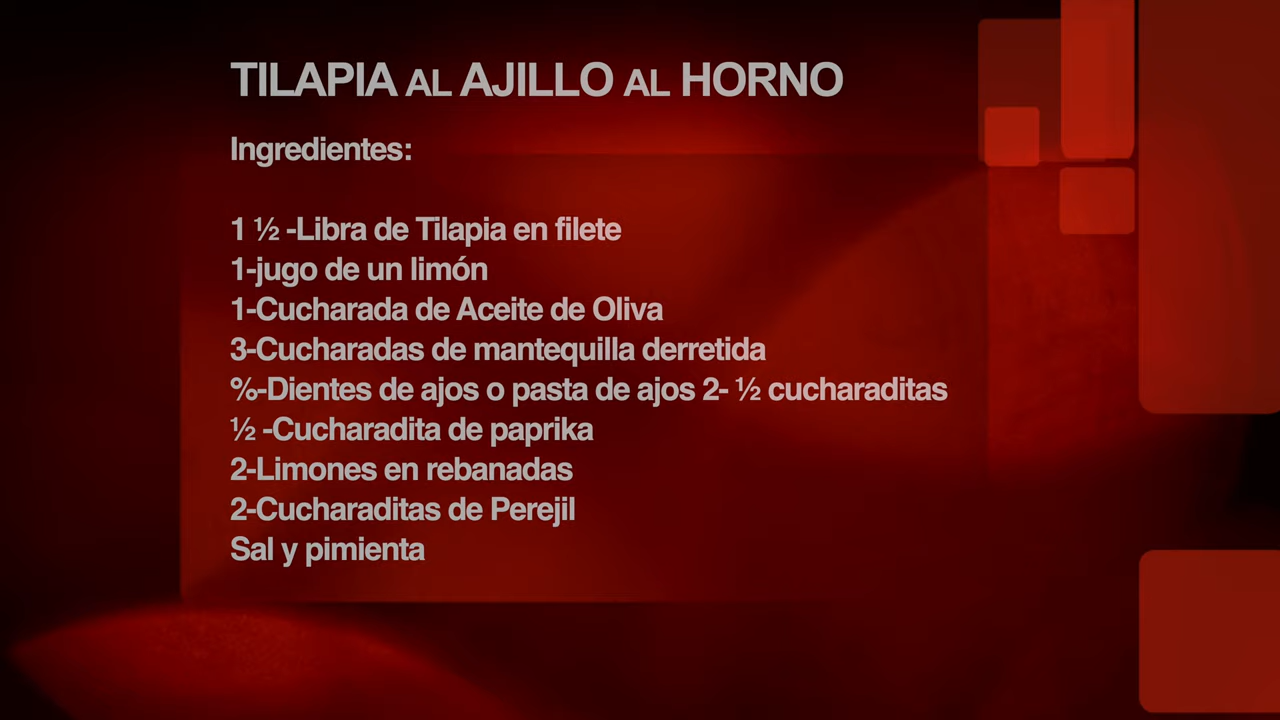 TILAPIA AL AJILLO AL HORNO
Ingredientes:
1 ½ -Libra de Tilapia en filete
1-jugo de un limón
1-Cucharada de Aceite de Oliva
3-Cucharadas de mantequilla derretida
%-Dientes de ajos o pasta de ajos 2- ½ cucharaditas
½ -Cucharadita de paprika
2-Limones en rebanadas
2-Cucharaditas de Perejil
Sal y pimienta